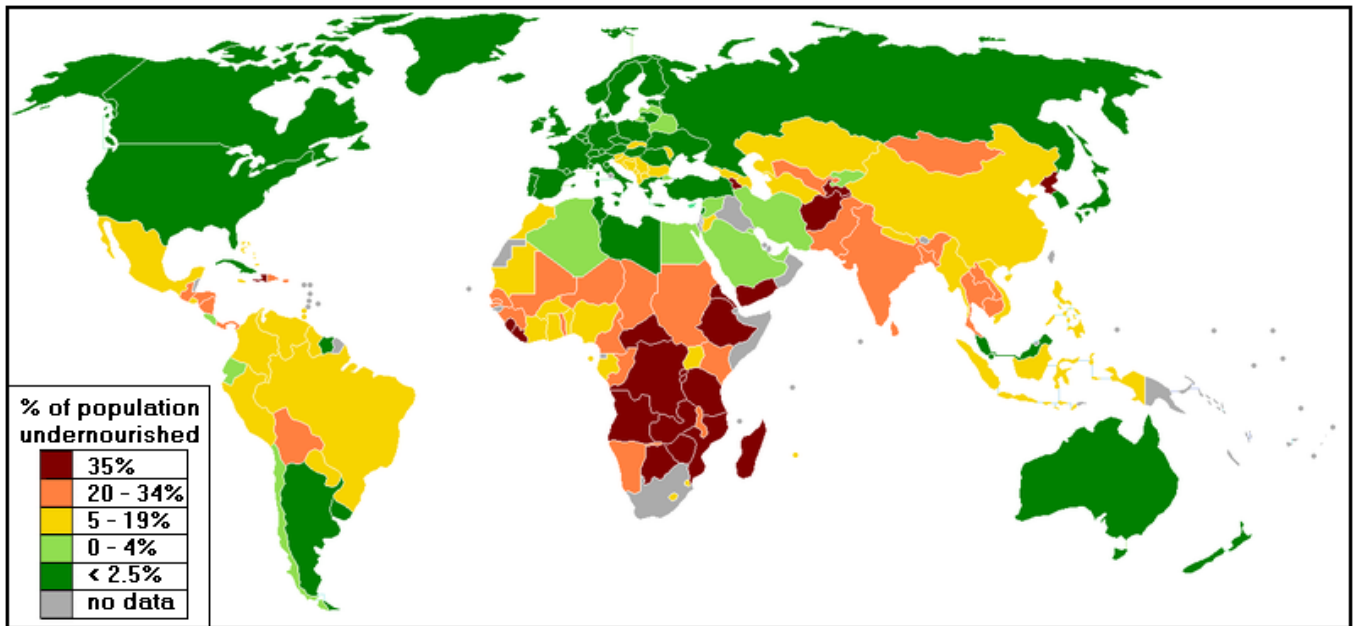 % of population
undernourished
35%
20 - 34%
5 - 19%
0 - 4%
< 2.5%
no data